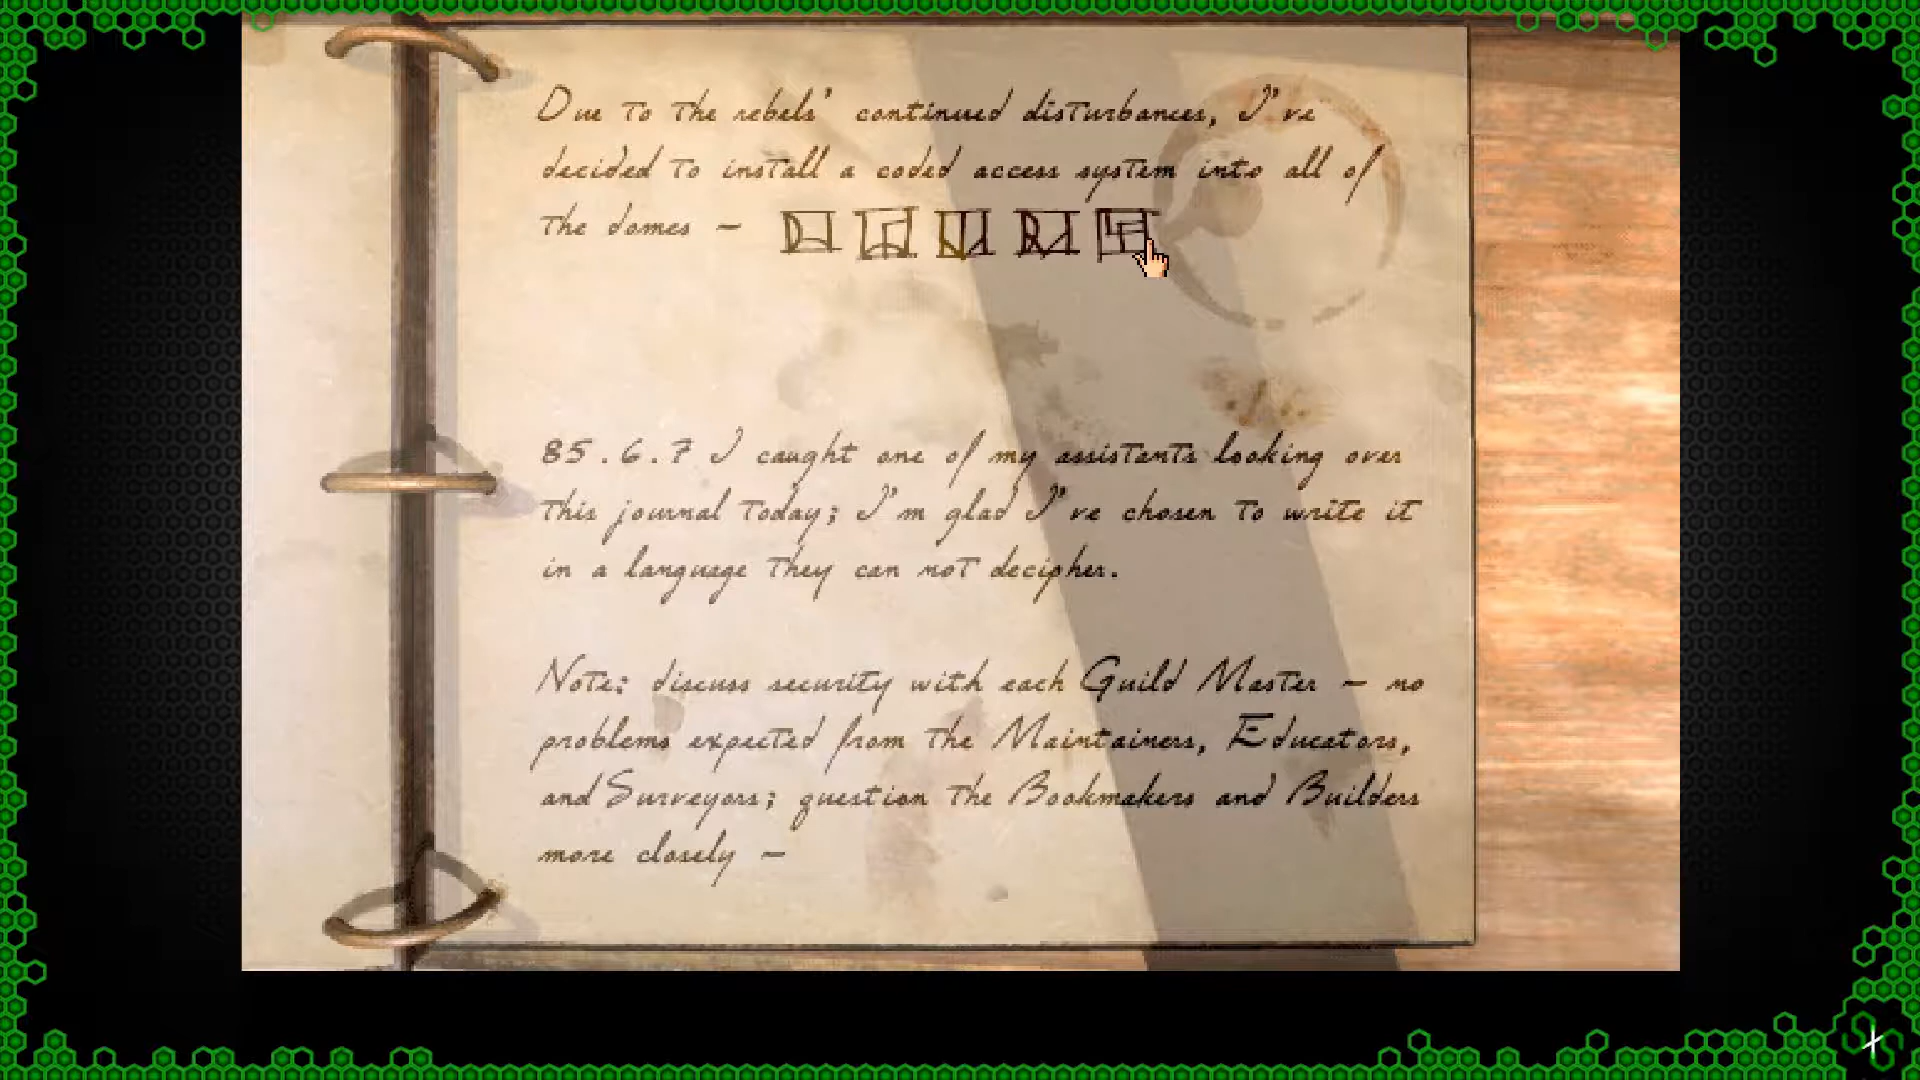 Due to the rebels' continued disturbances, I've
decided to install a coded access system into all of
the domes –
85.6.7 I caught one of my assistants looking over
this journal today; I'm glad I've chosen to write it
in a language they can not decipher.
Note: discuss security with each Guild Master – no
problems expected from the Maintainers, Educators,
and Surveyors; question the Bookmakers and Builders
more closely –